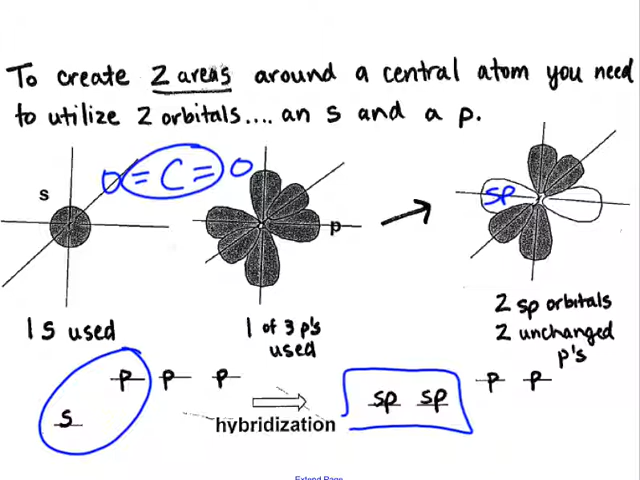 To create 2 areas around a central atom you need
to utilize 2 orbitals.... an s and a p.
s
O=C=O
p
sp
1 s used
1 of 3 p's
used
2 sp orbitals
2 unchanged
p's
p p p
s
hybridization
sp sp
p p
Extend Page